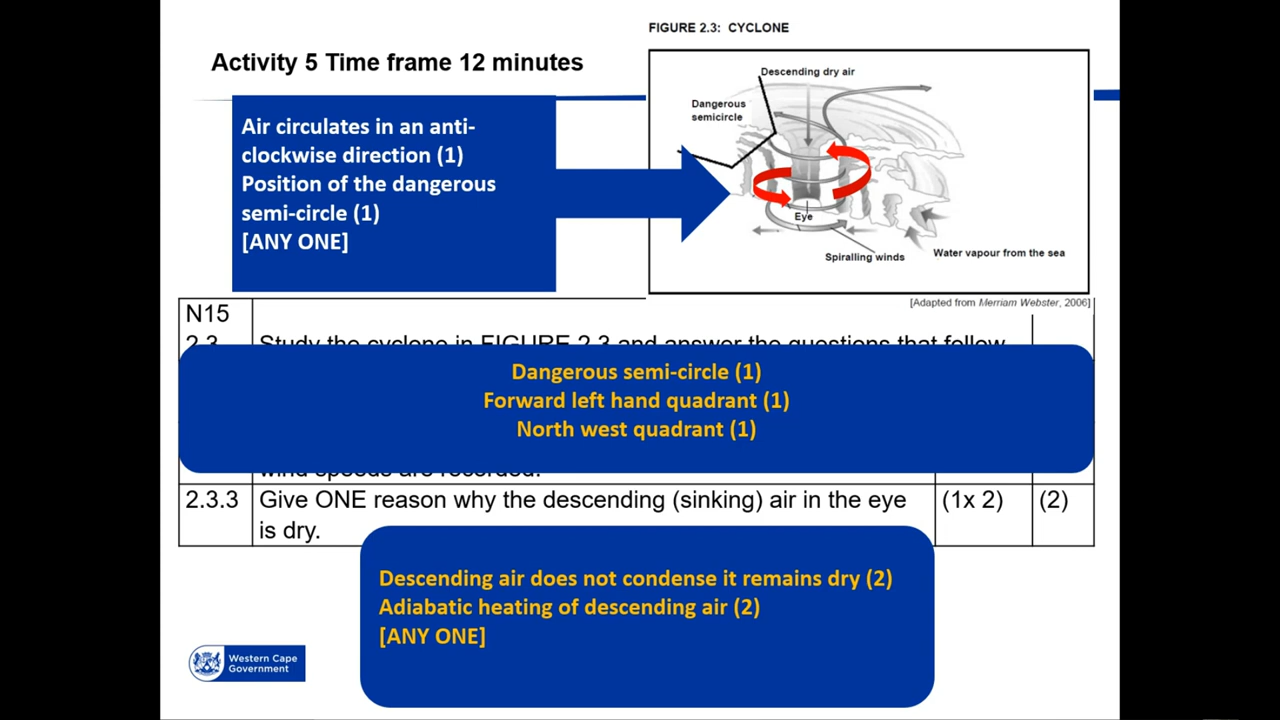 FIGURE 2.3: CYCLONE
Activity 5 Time frame 12 minutes
Descending dry air
Dangerous
semicircle
Eye
Spiralling winds
Water vapour from the sea
[Adapted from Merriam Webster, 2006]
Air circulates in an anti-
clockwise direction (1)
Position of the dangerous
semi-circle (1)
[ANY ONE]
N15
2.3 Study the cyclone in FIGURE 2.3 and answer the questions that follow
Dangerous semi-circle (1)
Forward left hand quadrant (1)
North west quadrant (1)
wind speeds are recorded.
2.3.3 Give ONE reason why the descending (sinking) air in the eye (1x 2) (2)
is dry.
Descending air does not condense it remains dry (2)
Adiabatic heating of descending air (2)
[ANY ONE]
Western Cape
Government